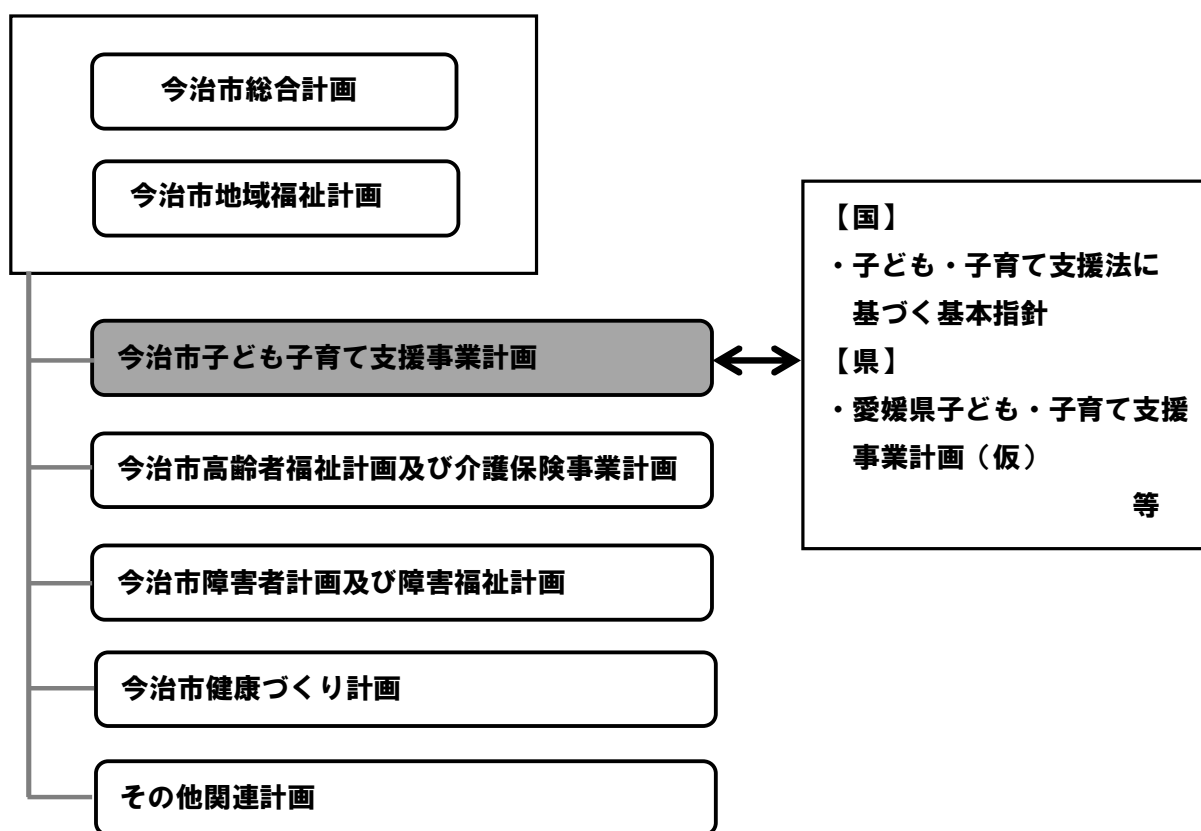 今治市総合計画
今治市地域福祉計画
今治市子ども子育て支援事業計画
今治市高齢者福祉計画及び介護保険事業計画
今治市障害者計画及び障害福祉計画
今治市健康づくり計画
その他関連計画
【国】
・子ども・子育て支援法に
基づく基本指針
【県】
・愛媛県子ども・子育て支援
事業計画（仮）
等